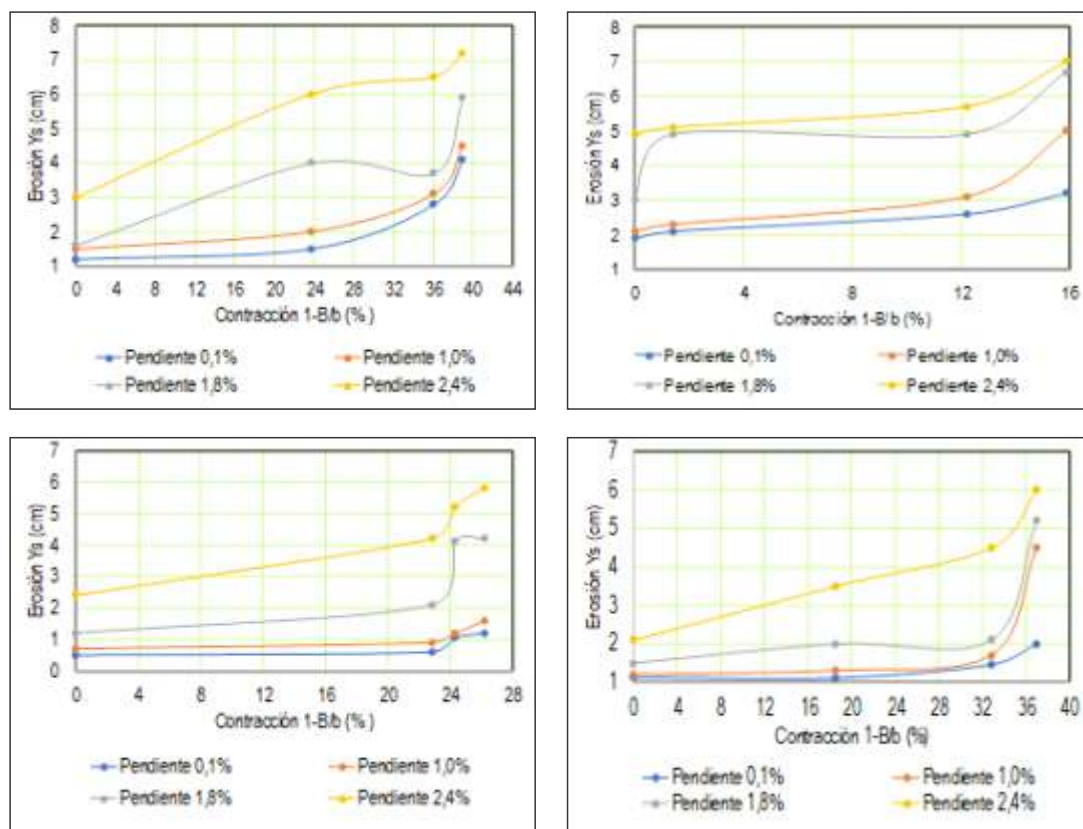 8
7
6
5
4
3
2
1
Erosión Ys (cm)
0 4 8 12 16 20 24 28 32 36 40 44
Contracción 1-B/b (% )
Pendiente 0,1% Pendiente 1,0%
Pendiente 1,8% Pendiente 2,4%
8
7
6
5
4
3
2
1
Erosión Ys (cm)
0 4 8 12 16
Contracción 1-B/b (%)
Pendiente 0,1% Pendiente 1,0%
Pendiente 1,8% Pendiente 2,4%
7
6
5
4
3
2
1
0
Erosión Ys (cm)
0 4 8 12 16 20 24 28
Contracción 1-B/b (% )
Pendiente 0,1% Pendiente 1,0%
Pendiente 1,8% Pendiente 2,4%
7
6
5
4
3
2
1
Erosión Ys (cm)
0 4 8 12 16 20 24 28 32 36 40
Contracción 1-B/b (%)
Pendiente 0,1% Pendiente 1,0%
Pendiente 1,8% Pendiente 2,4%